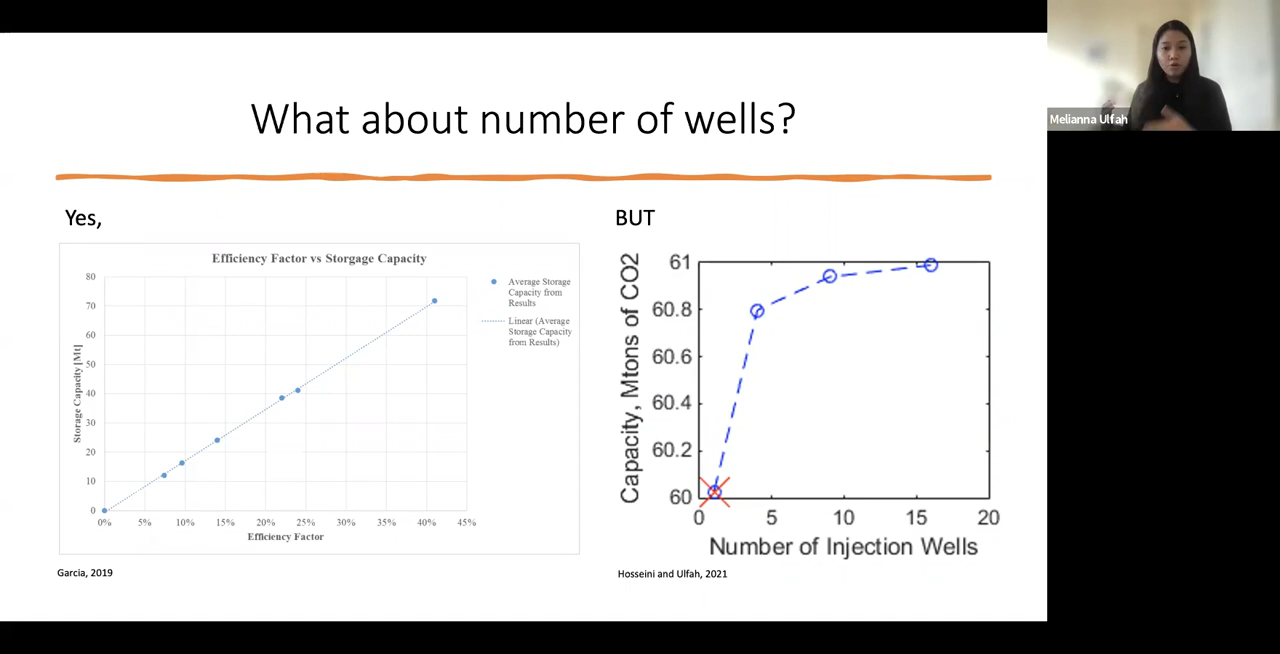 What about number of wells?
Melianna Ulfah
Yes,
BUT
Efficiency Factor vs Storgage Capacity
80
70
60
50
40
30
20
10
0
Storage Capacity [Mt]
0% 5% 10% 15% 20% 25% 30% 35% 40% 45%
Efficiency Factor
Average Storage
Capacity from
Results
Linear (Average
Storage Capacity
from Results)
Garcia, 2019
61
60.8
60.6
60.4
60.2
60
Capacity, Mtons of CO2
0 5 10 15 20
Number of Injection Wells
Hosseini and Ulfah, 2021